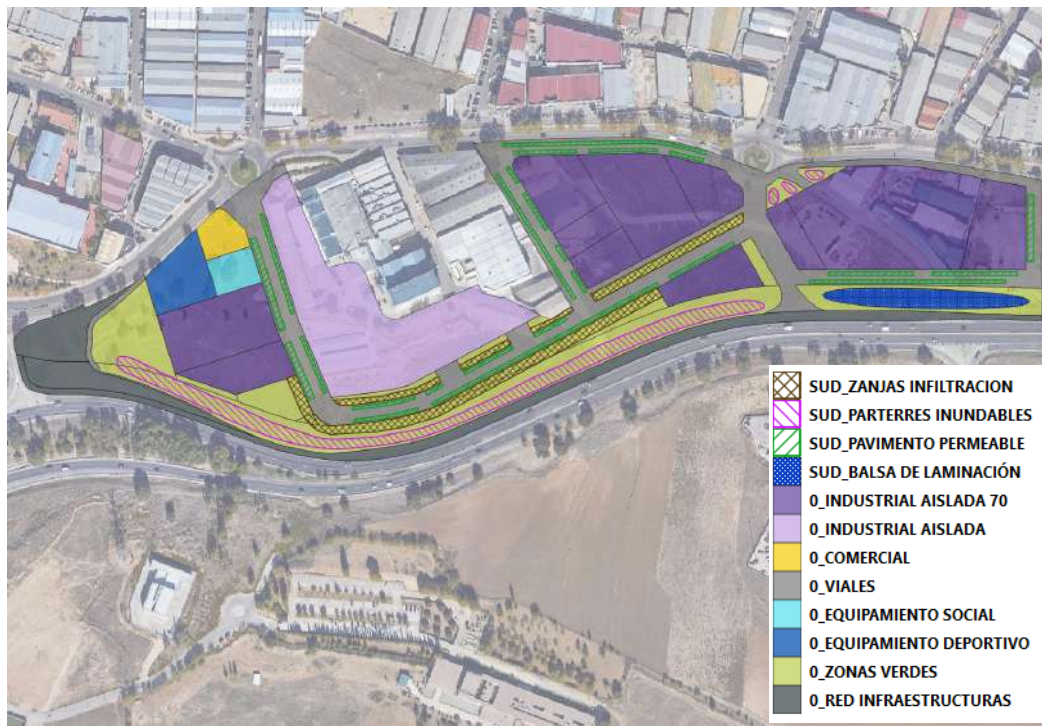 SUD_ZANJAS INFILTRACION
SUD_PARTERRES INUNDABLES
SUD_PAVIMENTO PERMEABLE
SUD_BALSA DE LAMINACIÓN
0_INDUSTRIAL AISLADA 70
0_INDUSTRIAL AISLADA
0_COMERCIAL
0_VIALES
0_EQUIPAMIENTO SOCIAL
0_EQUIPAMIENTO DEPORTIVO
0_ZONAS VERDES
0_RED INFRAESTRUCTURAS